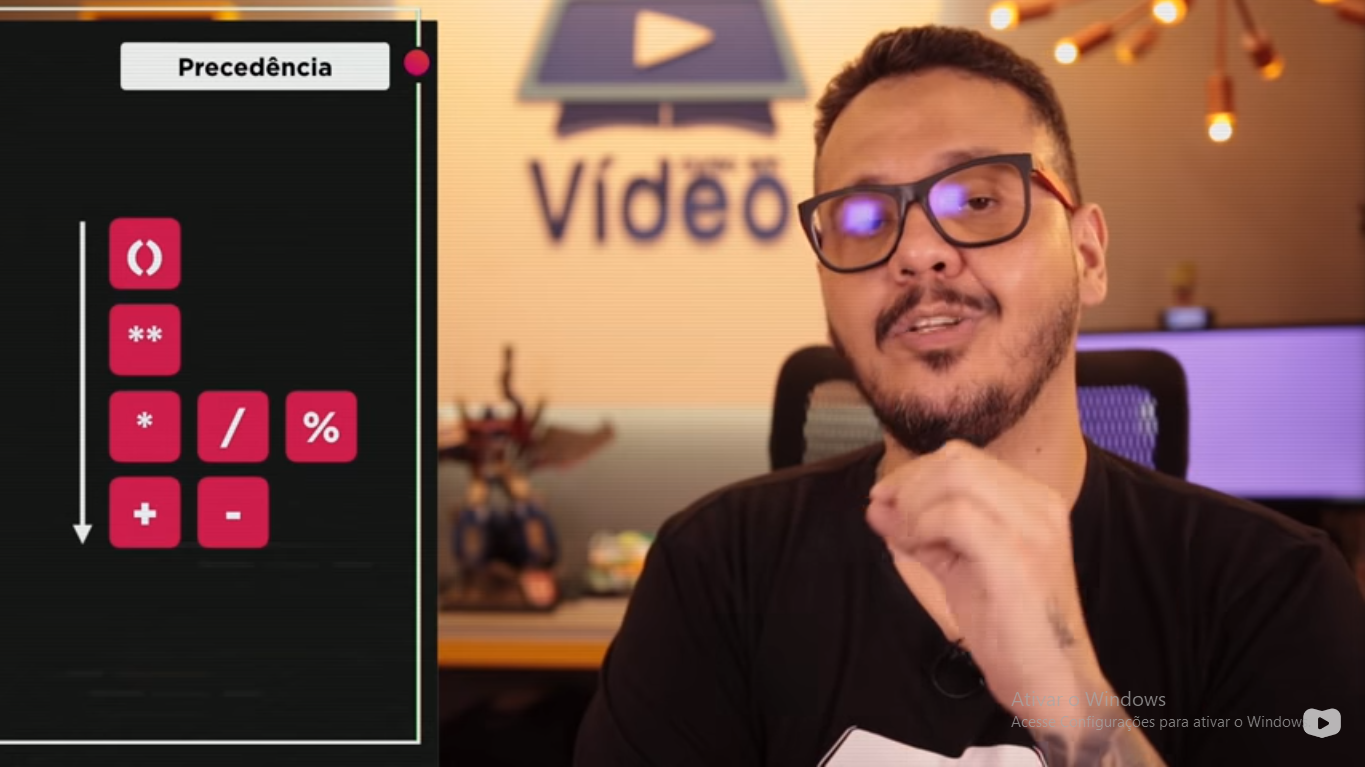 Precedência
()
**
* / %
+ -
Vídeo
Ativar o Windows
Acesse Configurações para ativar o Windows